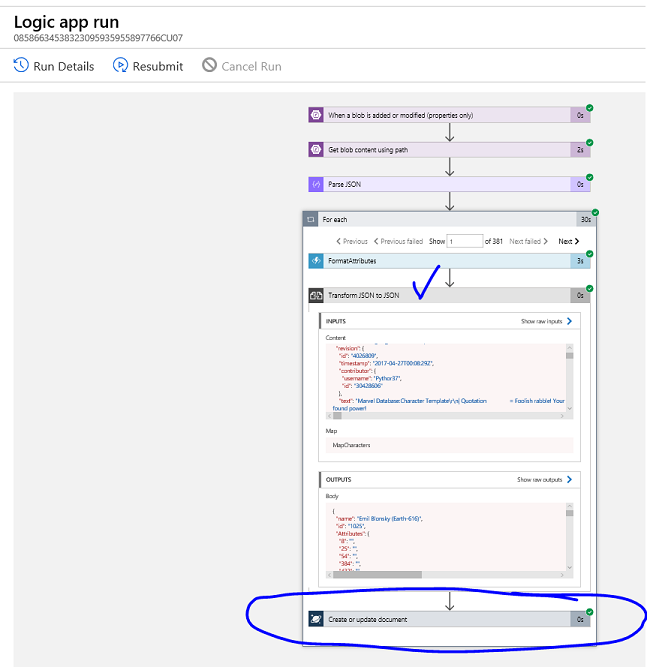 Logic app run
08586634538323095935955897766CU07
Run Details Resubmit Cancel Run
When a blob is added or modified (properties only) 0s
Get blob content using path 2s
Parse JSON 0s
For each 30s
Previous Previous failed Show 1 of 381 Next failed Next
FormatAttributes 3s
Transform JSON to JSON 0s
INPUTS Show raw inputs
Content
"revision": {
"id": "4026809",
"timestamp": "2017-04-27T00:08:29Z",
"contributor": {
"username": "Pythor37",
"id": "30428606"
},
"text": "Marvel Database:Character Template\r\n| Quotation = Foolish rabble! Your
found power!
Map
MapCharacters
OUTPUTS Show raw outputs
Body
{
"name": "Emil Blonsky (Earth-616)",
"id": "1025",
"Attributes": {
"8": "",
"25": "",
"54": "",
"384": "",
Create or update document 0s